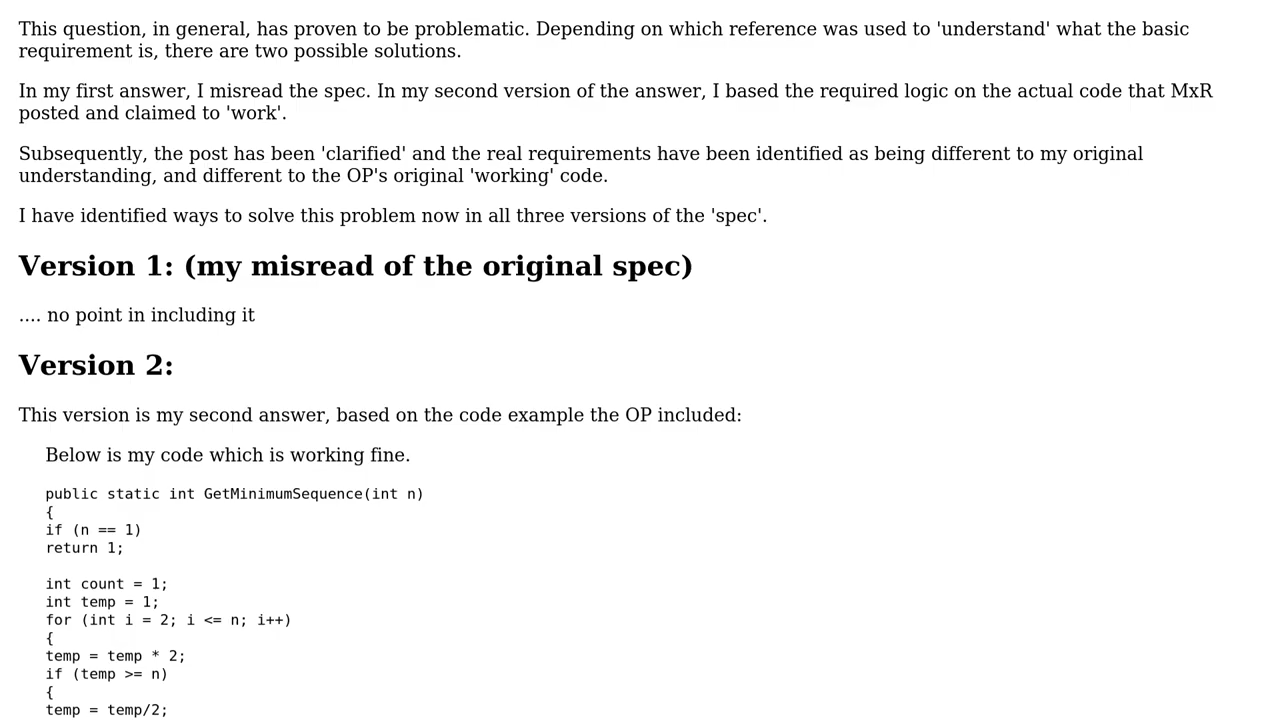 This question, in general, has proven to be problematic. Depending on which reference was used to 'understand' what the basic
requirement is, there are two possible solutions.
In my first answer, I misread the spec. In my second version of the answer, I based the required logic on the actual code that MxR
posted and claimed to 'work'.
Subsequently, the post has been 'clarified' and the real requirements have been identified as being different to my original
understanding, and different to the OP's original 'working' code.
I have identified ways to solve this problem now in all three versions of the 'spec'.
Version 1: (my misread of the original spec)
.... no point in including it
Version 2:
This version is my second answer, based on the code example the OP included:
Below is my code which is working fine.
public static int GetMinimumSequence(int n)
{
if (n == 1)
return 1;
int count = 1;
int temp = 1;
for (int i = 2; i <= n; i++)
{
temp = temp * 2;
if (temp >= n)
{
temp = temp/2;